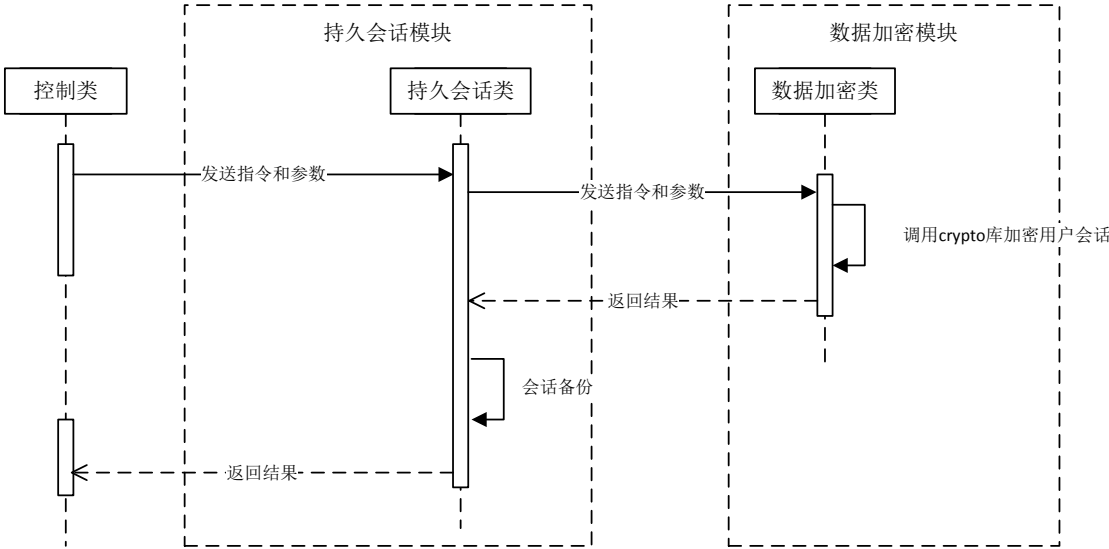 持久会话模块
数据加密模块
控制类
持久会话类
数据加密类
发送指令和参数
发送指令和参数
调用crypto库加密用户会话
返回结果
会话备份
返回结果